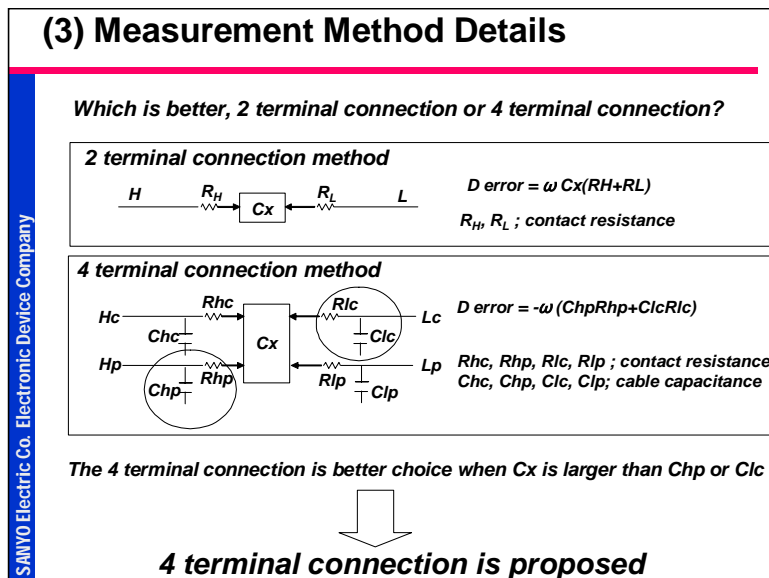 (3) Measurement Method Details
SANYO Electric Co. Electronic Device Company
Which is better, 2 terminal connection or 4 terminal connection?
2 terminal connection method
H RH Cx RL L
D error = ω Cx(RH+RL)
RH, RL ; contact resistance
4 terminal connection method
Hc Rhc Rlc Lc
Chc Cx Clc
Hp Rhp Rlp Lp
Chp Clp
D error = -ω (ChpRhp+ClcRlc)
Rhc, Rhp, Rlc, Rlp ; contact resistance
Chc, Chp, Clc, Clp; cable capacitance
The 4 terminal connection is better choice when Cx is larger than Chp or Clc
4 terminal connection is proposed